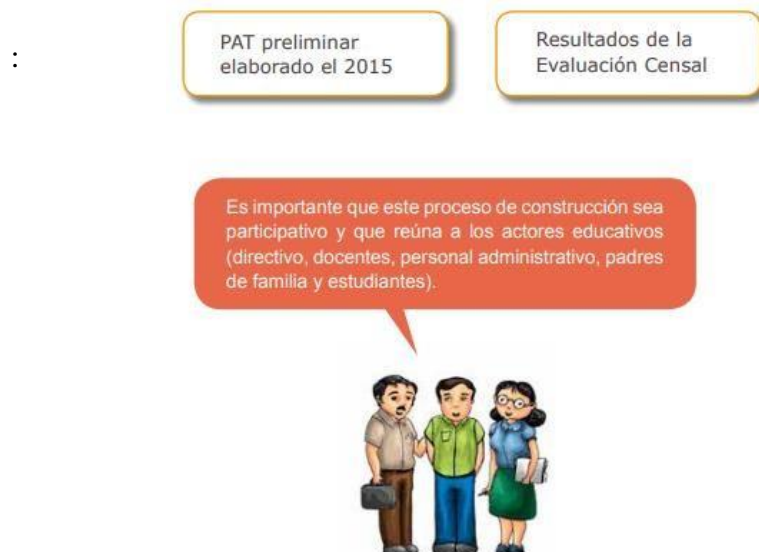 :
PAT preliminar
elaborado el 2015
Resultados de la
Evaluación Censal
Es importante que este proceso de construcción sea
participativo y que reúna a los actores educativos
(directivo, docentes, personal administrativo, padres
de familia y estudiantes).